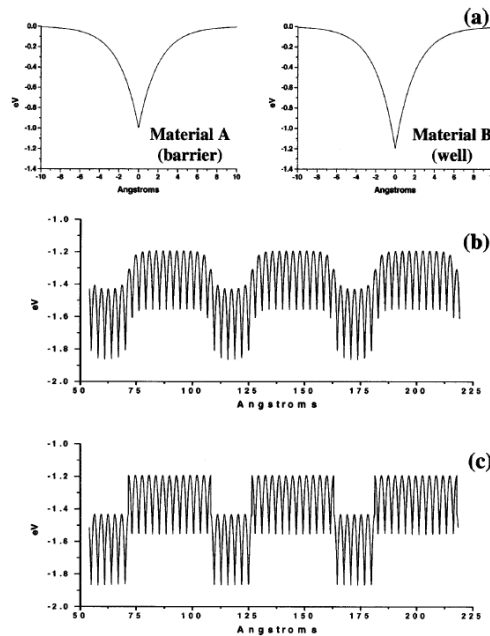 (a)
0.0
-0.2
-0.4
-0.6
-0.8
-1.0
-1.2
-1.4
eV
-10 -8 -6 -4 -2 0 2 4 6 8 10
Angstroms
Material A
(barrier)
0.0
-0.2
-0.4
-0.6
-0.8
-1.0
-1.2
-1.4
eV
-10 -8 -6 -4 -2 0 2 4 6 8 10
Angstroms
Material B
(well)
(b)
-1.0
-1.2
-1.4
-1.6
-1.8
-2.0
eV
50 75 100 125 150 175 200 225
Angstroms
(c)
-1.0
-1.2
-1.4
-1.6
-1.8
-2.0
eV
50 75 100 125 150 175 200 225
Angstroms